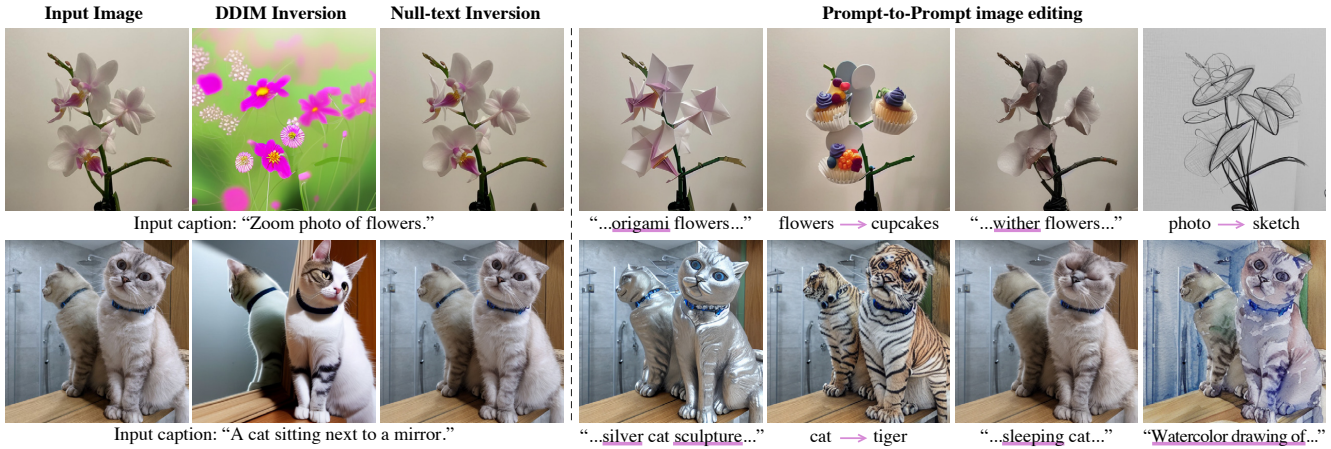 Input Image DDIM Inversion Null-text Inversion Prompt-to-Prompt image editing
Input caption: “Zoom photo of flowers.” “...origami flowers...” flowers → cupcakes “...wither flowers...” photo → sketch
Input caption: “A cat sitting next to a mirror.” “...silver cat sculpture...” cat → tiger “...sleeping cat...” “Watercolor drawing of...”